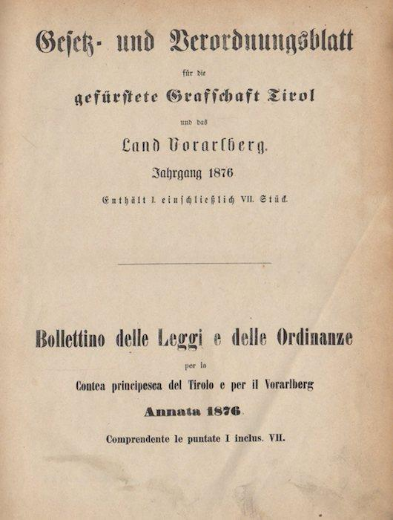 Gesetz- und Verordnungsblatt
für die
gefürstete Grafschaft Tirol
und das
Land Vorarlberg.
Jahrgang 1876
Enthält I. einschließlich VII. Stück.
Bollettino delle Leggi e delle Ordinanze
per la
Contea principesca del Tirolo e per il Vorarlberg
Annata 1876
Comprendente le puntate I inclus. VII.